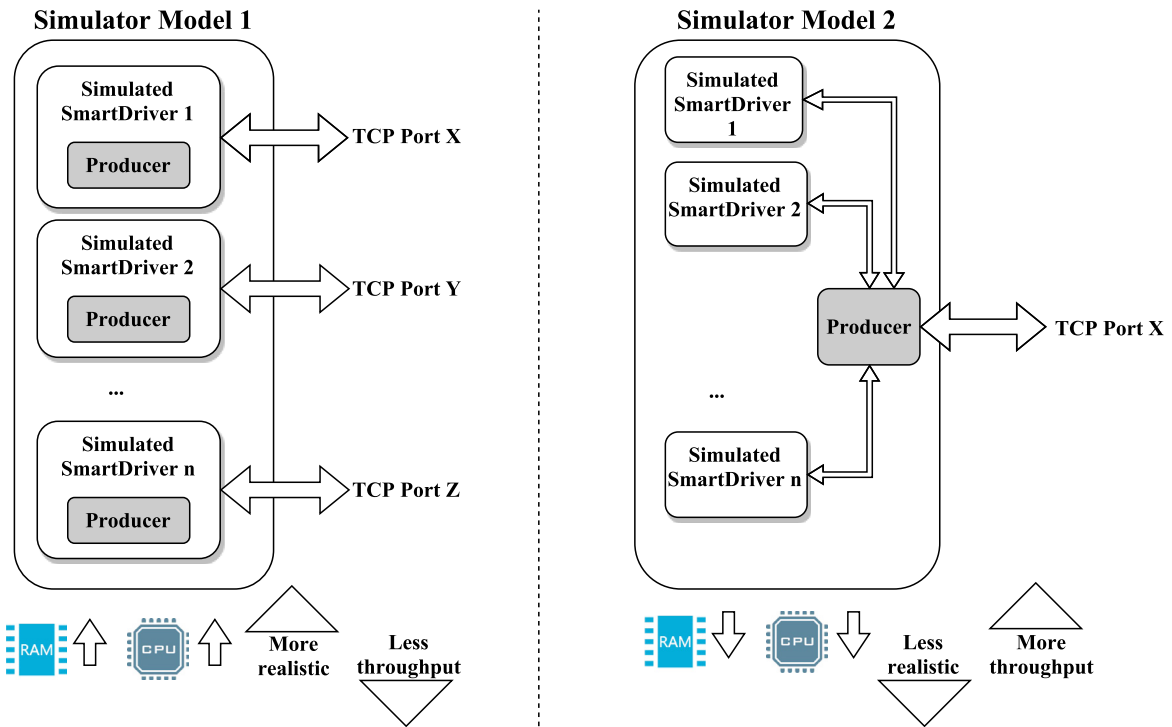 Simulator Model 1
Simulated
SmartDriver 1
Producer
TCP Port X
Simulated
SmartDriver 2
Producer
TCP Port Y
...
Simulated
SmartDriver n
Producer
TCP Port Z
RAM
CPU
More
realistic
Less
throughput
Simulator Model 2
Simulated
SmartDriver
1
Simulated
SmartDriver 2
Producer
TCP Port X
...
Simulated
SmartDriver n
RAM
CPU
Less
realistic
More
throughput